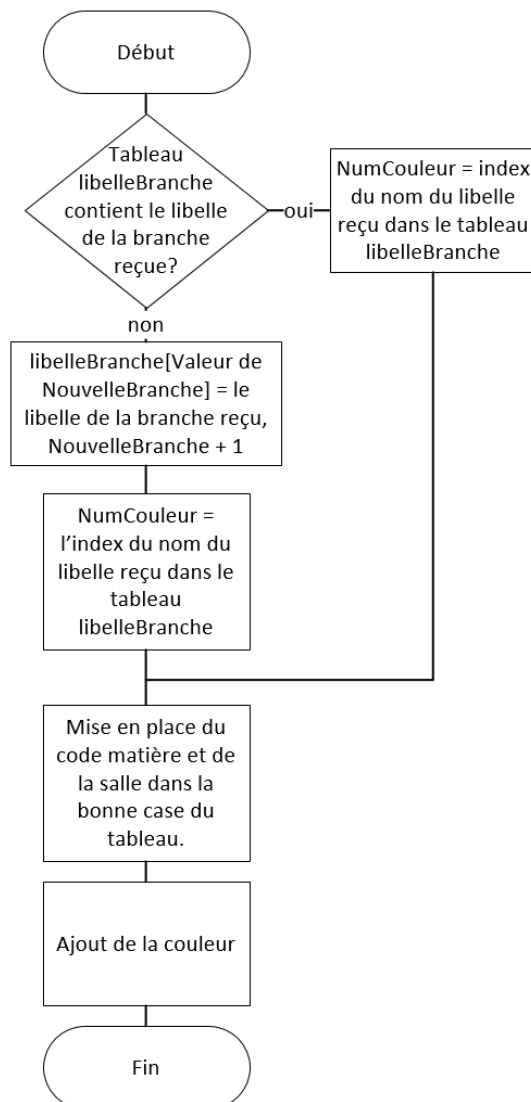 Début
Tableau
libelleBranche
contient le libelle
de la branche
reçue?
oui
NumCouleur = index
du nom du libelle
reçu dans le tableau
libelleBranche
non
libelleBranche[Valeur de
NouvelleBranche] = le
libelle de la branche reçu,
NouvelleBranche + 1
NumCouleur =
l’index du nom du
libelle reçu dans le
tableau
libelleBranche
Mise en place du
code matière et de
la salle dans la
bonne case du
tableau.
Ajout de la couleur
Fin